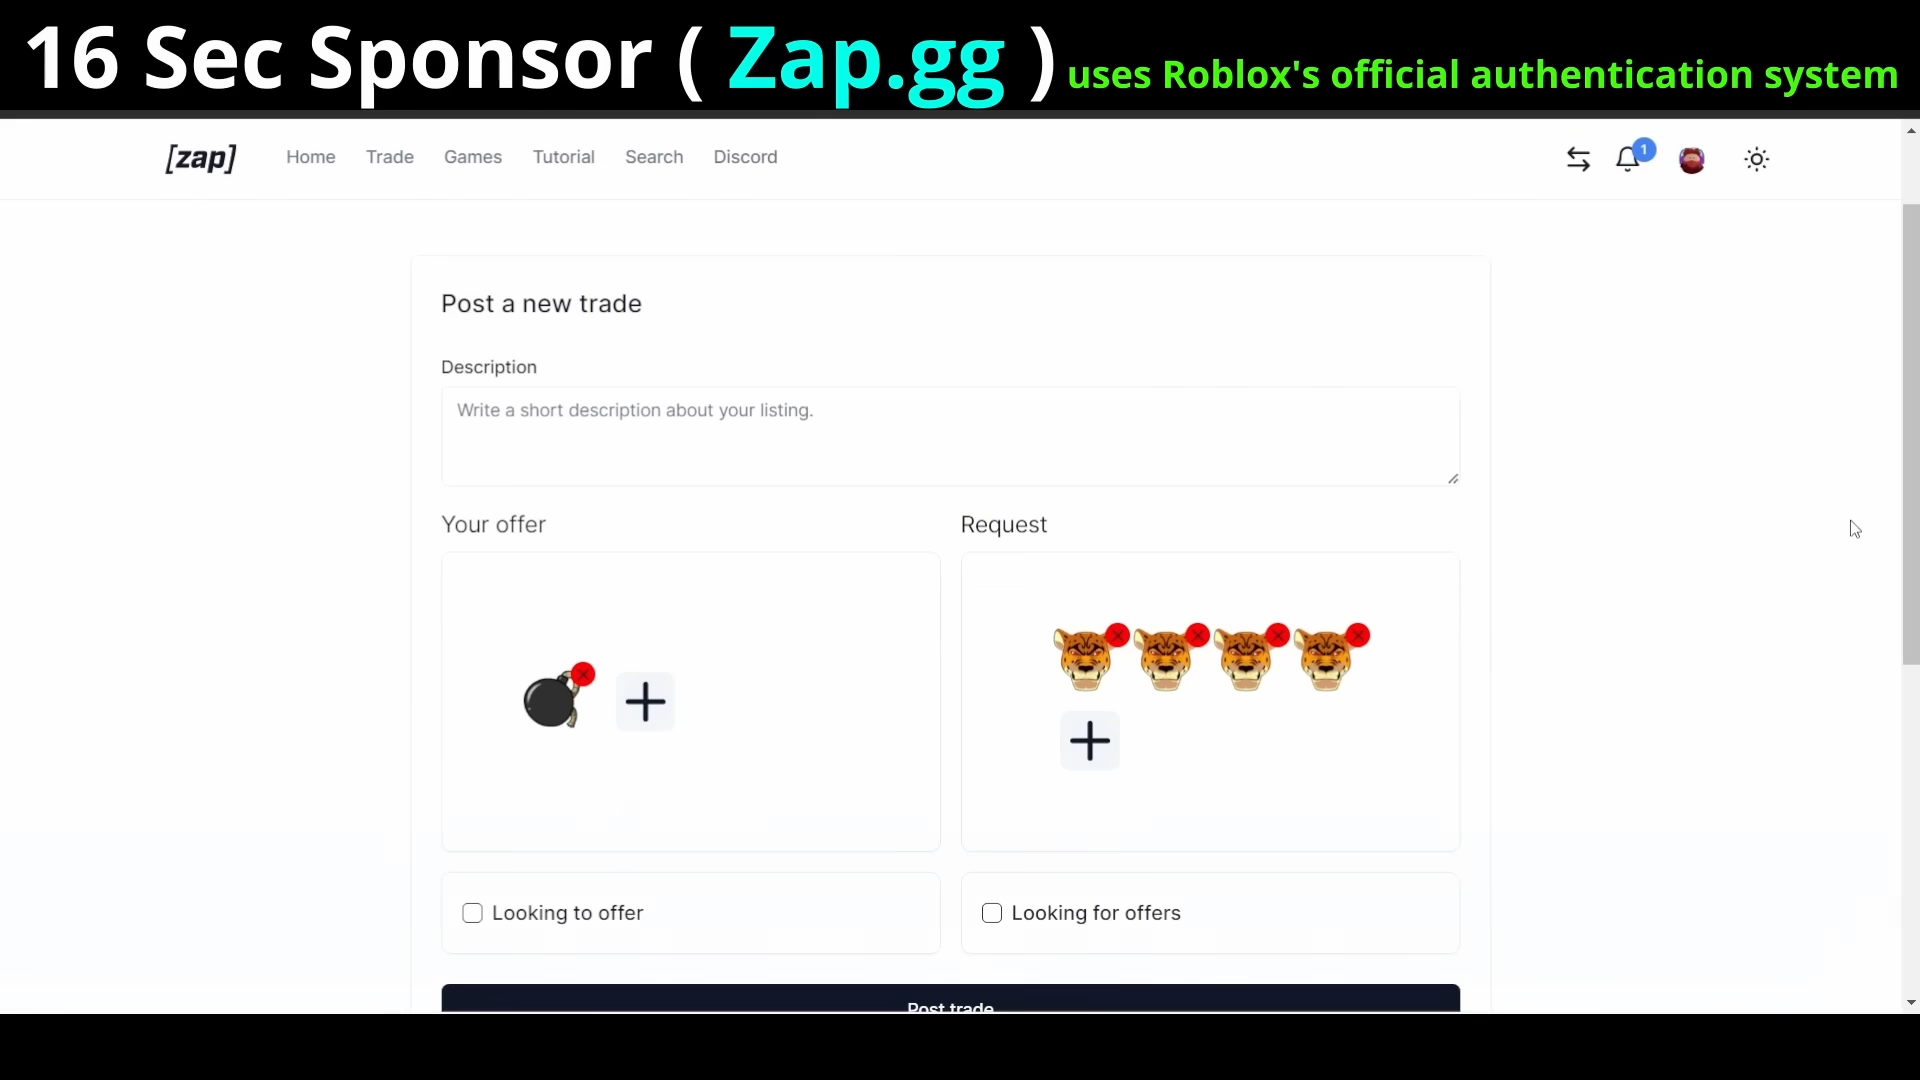 16 Sec Sponsor ( Zap.gg ) uses Roblox's official authentication system
[zap] Home Trade Games Tutorial Search Discord 1
Post a new trade
Description
Write a short description about your listing.
Your offer Request
Looking to offer Looking for offers
Post trade